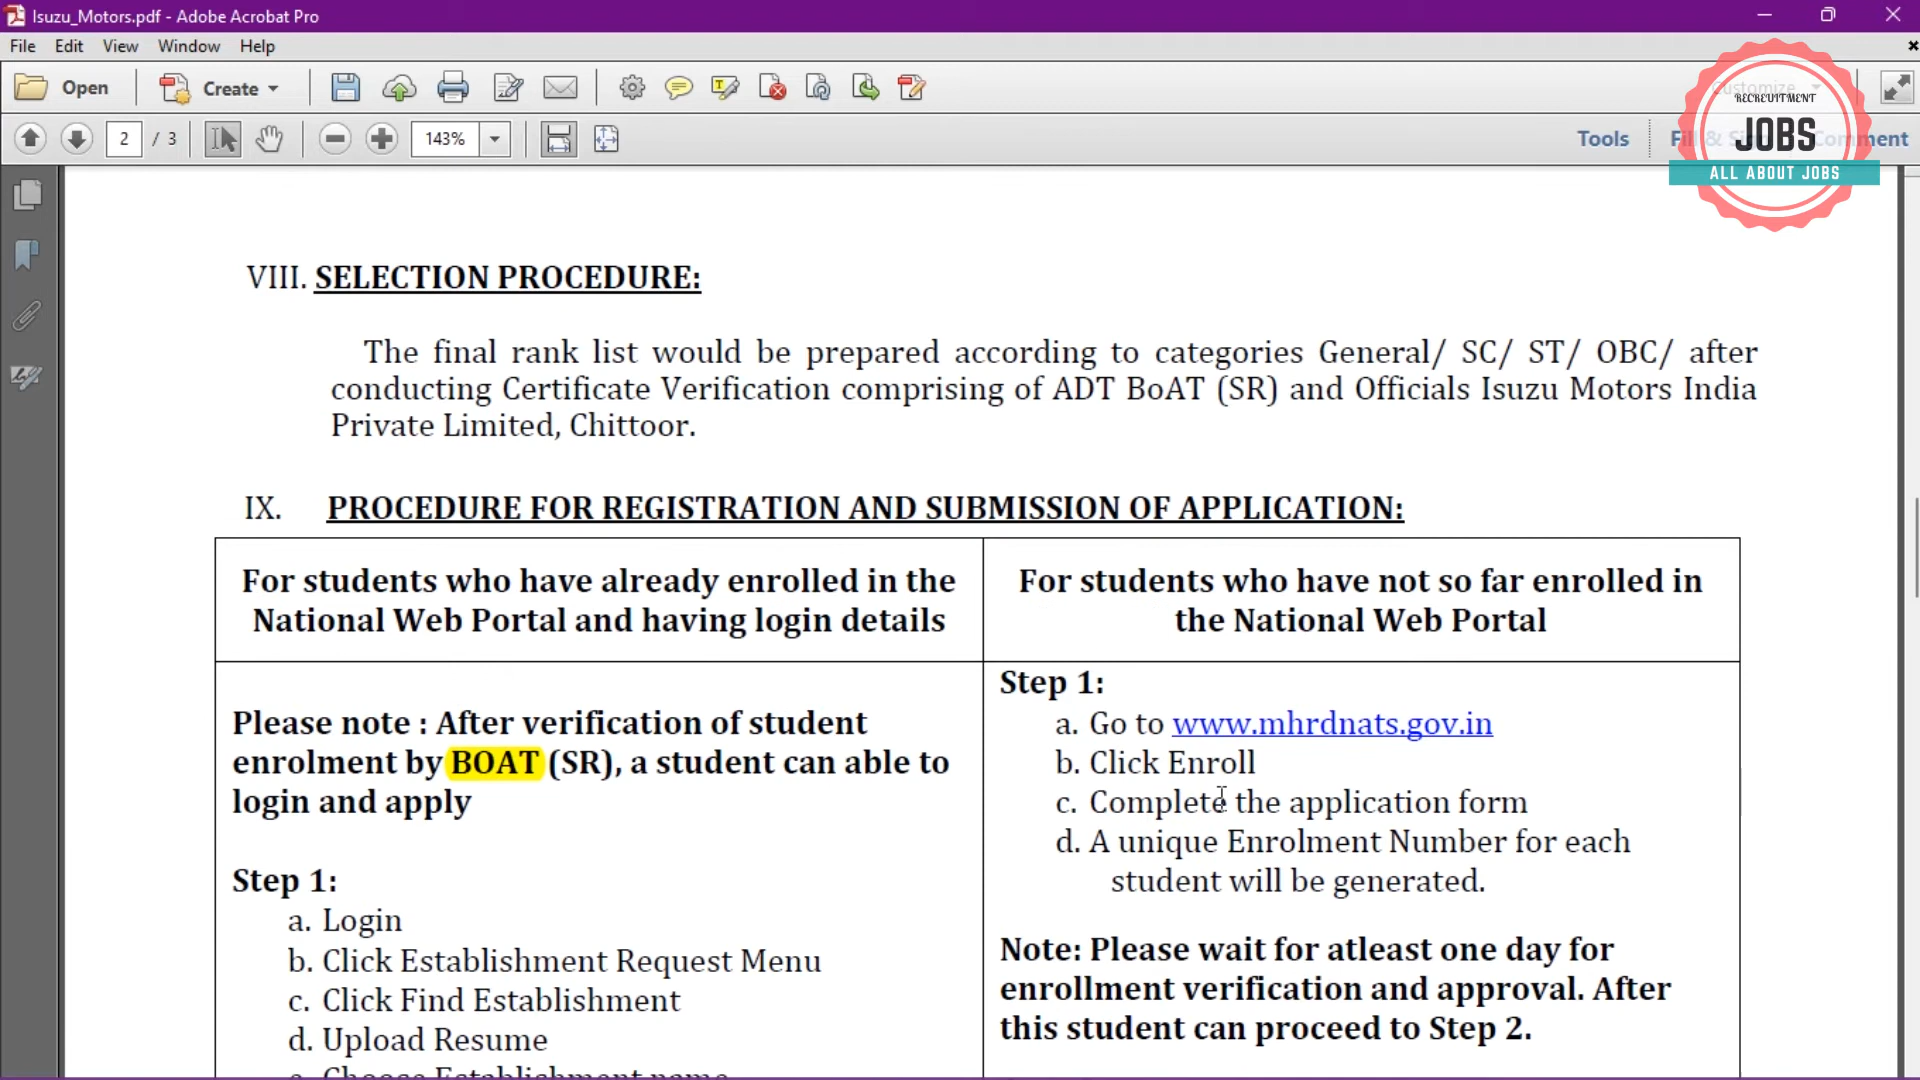 Isuzu_Motors.pdf - Adobe Acrobat Pro
File Edit View Window Help
Open Create Customize
RECREUITMENT
JOBS
ALL ABOUT JOBS
2 / 3 143% Tools Fill & Sign Comment
VIII. SELECTION PROCEDURE:
The final rank list would be prepared according to categories General/ SC/ ST/ OBC/ after
conducting Certificate Verification comprising of ADT BoAT (SR) and Officials Isuzu Motors India
Private Limited, Chittoor.
IX. PROCEDURE FOR REGISTRATION AND SUBMISSION OF APPLICATION:
For students who have already enrolled in the
National Web Portal and having login details
Please note : After verification of student
enrolment by BOAT (SR), a student can able to
login and apply
Step 1:
a. Login
b. Click Establishment Request Menu
c. Click Find Establishment
d. Upload Resume
e. Choose Establishment name
For students who have not so far enrolled in
the National Web Portal
Step 1:
a. Go to www.mhrdnats.gov.in
b. Click Enroll
c. Complete the application form
d. A unique Enrolment Number for each
student will be generated.
Note: Please wait for atleast one day for
enrollment verification and approval. After
this student can proceed to Step 2.